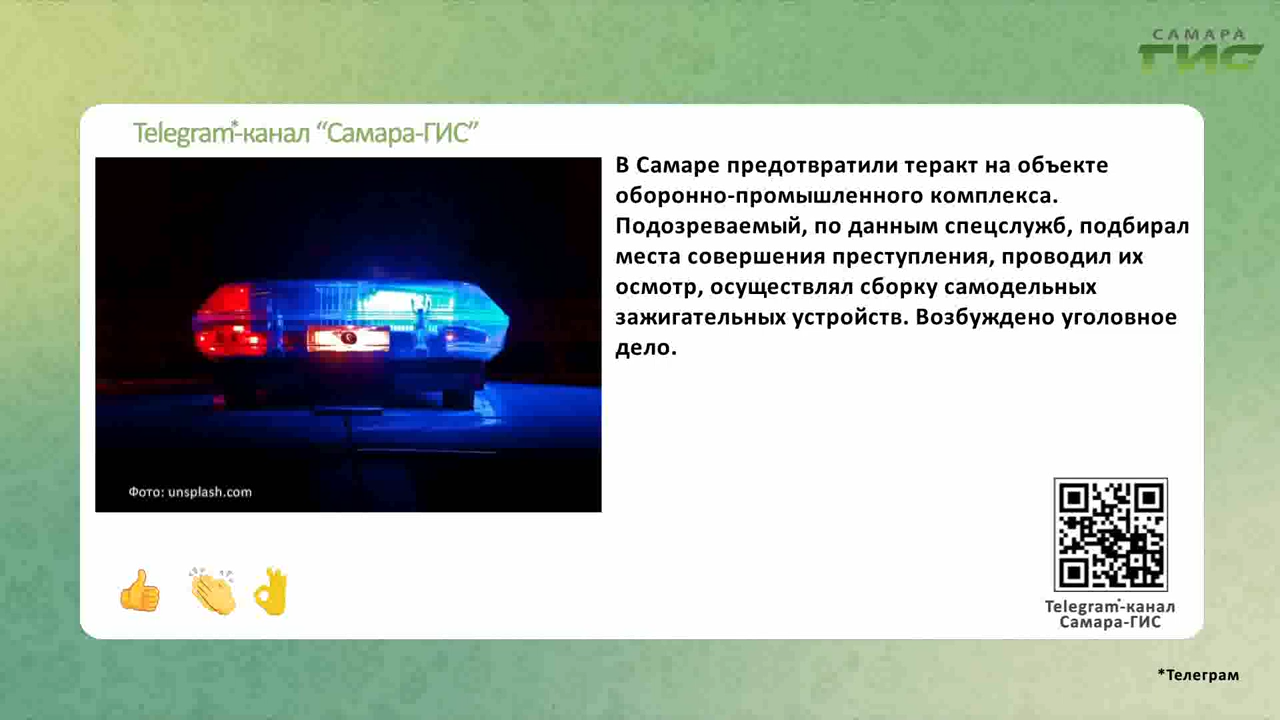 САМАРА
ГИС
Telegram*-канал “Самара-ГИС”
В Самаре предотвратили теракт на объекте
оборонно-промышленного комплекса.
Подозреваемый, по данным спецслужб, подбирал
места совершения преступления, проводил их
осмотр, осуществлял сборку самодельных
зажигательных устройств. Возбуждено уголовное
дело.
Фото: unsplash.com
Telegram*-канал
Самара-ГИС
*Телеграм